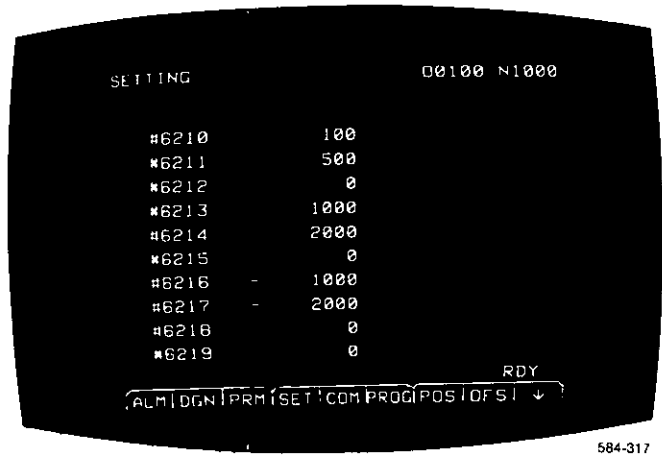 SETTING O0100 N1000
#6210 100
#6211 500
#6212 0
#6213 1000
#6214 2000
#6215 0
#6216 - 1000
#6217 - 2000
#6218 0
#6219 0
RDY
ALM DGN PRM SET COM PROG POS OFS ↓
584-317